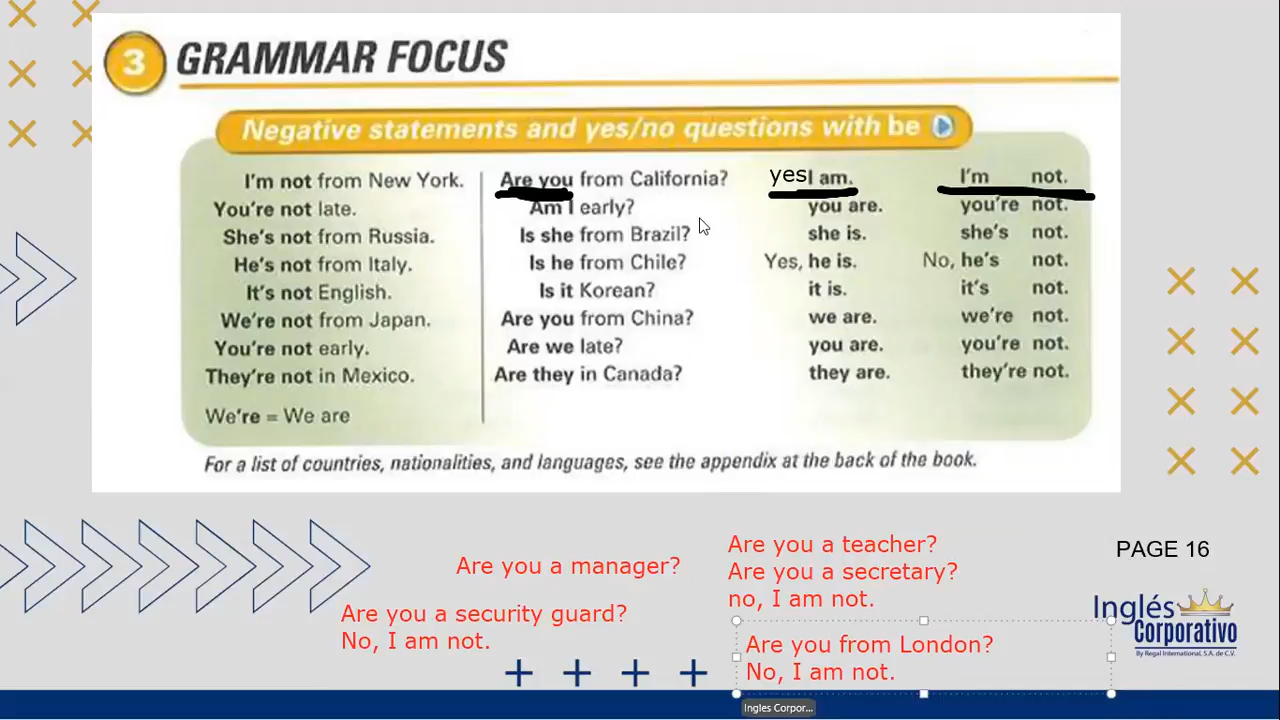 3 GRAMMAR FOCUS
Negative statements and yes/no questions with be
I'm not from New York. Are you from California? yes I am. I'm not.
You're not late. Am I early? you are. you're not.
She's not from Russia. Is she from Brazil? she is. she's not.
He's not from Italy. Is he from Chile? Yes, he is. No, he's not.
It's not English. Is it Korean? it is. it's not.
We're not from Japan. Are you from China? we are. we're not.
You're not early. Are we late? you are. you're not.
They're not in Mexico. Are they in Canada? they are. they're not.
We're = We are
For a list of countries, nationalities, and languages, see the appendix at the back of the book.
Are you a manager?
Are you a security guard?
No, I am not.
Are you a teacher?
Are you a secretary?
no, I am not.
Are you from London?
No, I am not.
PAGE 16
Inglés
Corporativo
By Regal International, S.A. de C.V.
Ingles Corpor...